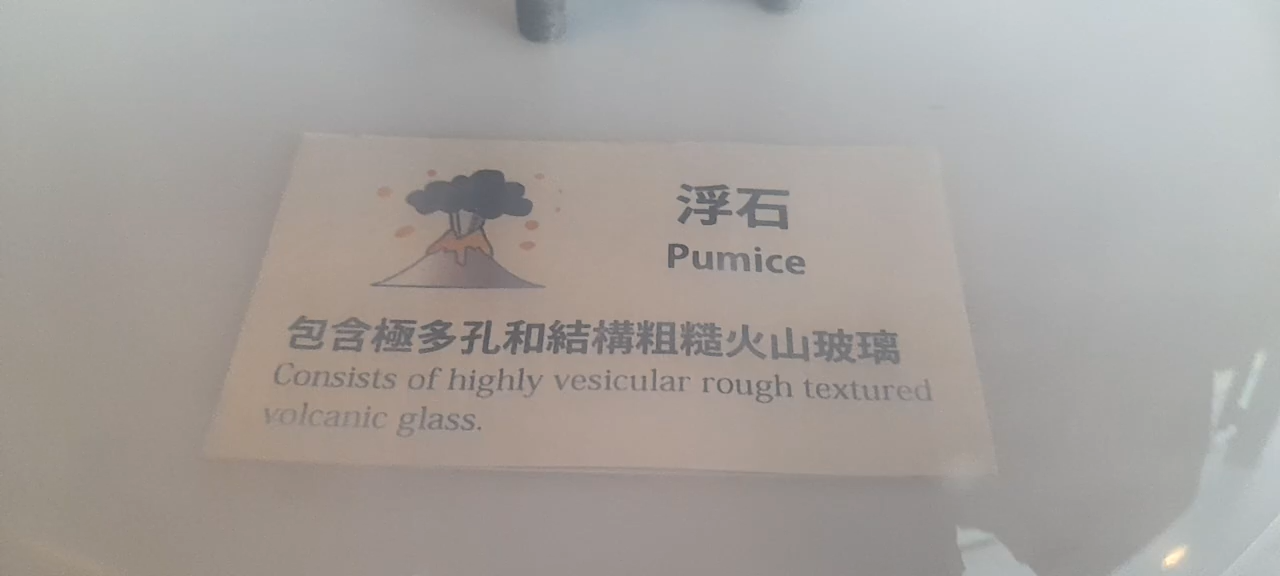 浮石
Pumice
包含極多孔和結構粗糙火山玻璃
Consists of highly vesicular rough textured
volcanic glass.